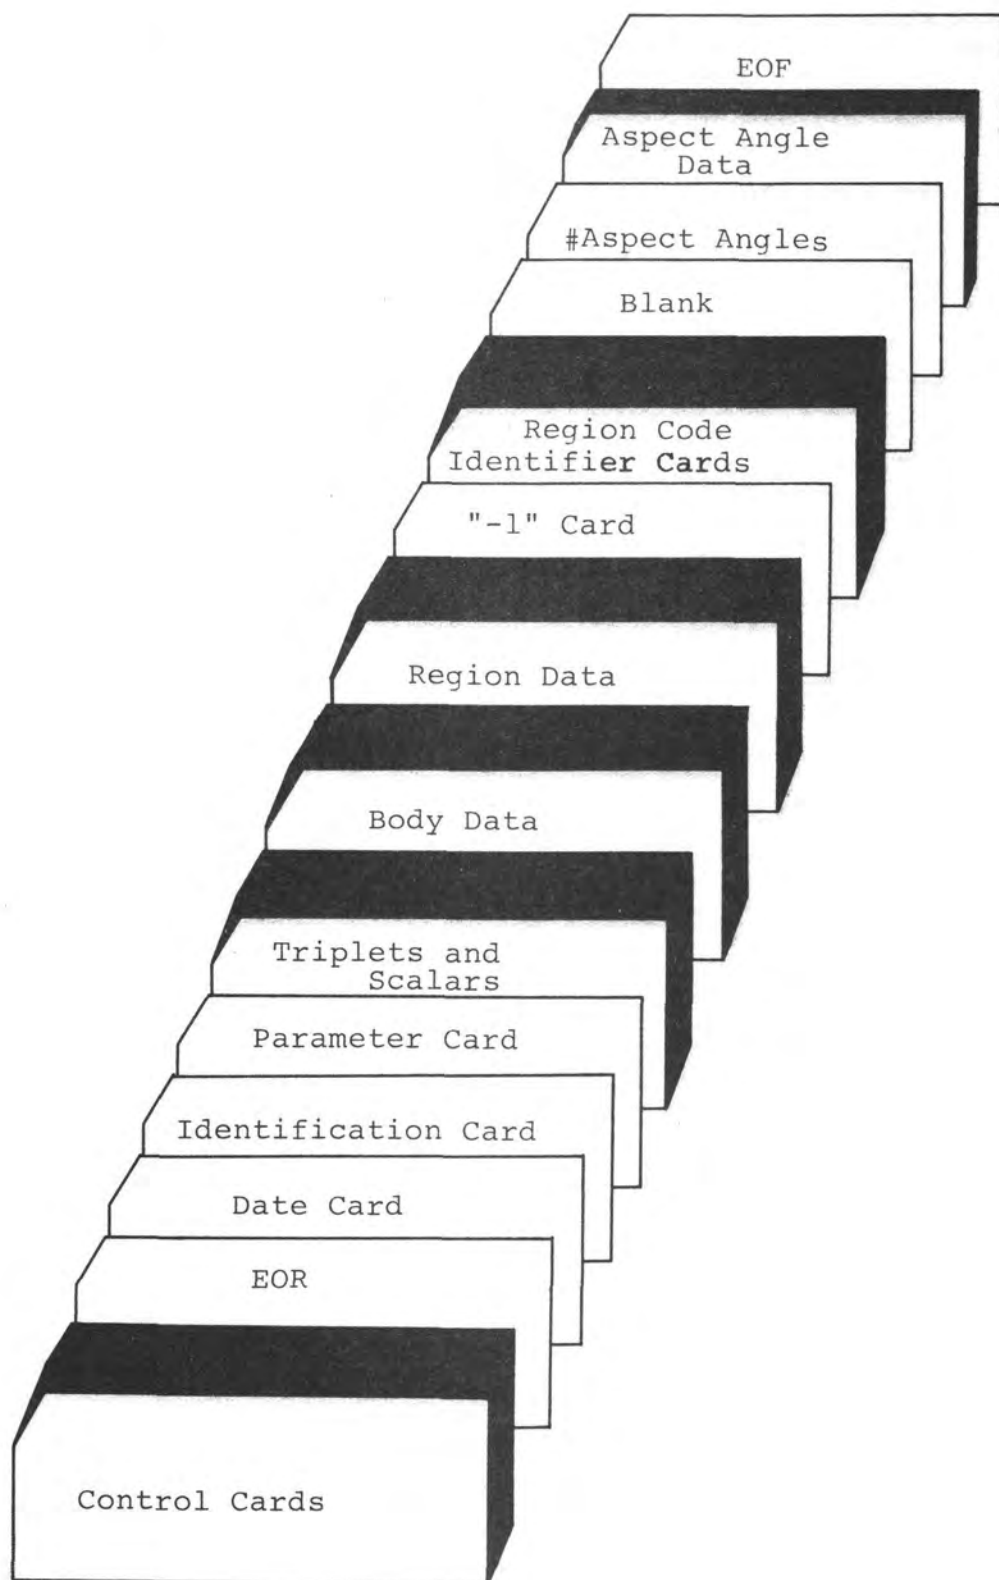 EOF
Aspect Angle
Data
#Aspect Angles
Blank
Region Code
Identifier Cards
"-1" Card
Region Data
Body Data
Triplets and
Scalars
Parameter Card
Identification Card
Date Card
EOR
Control Cards